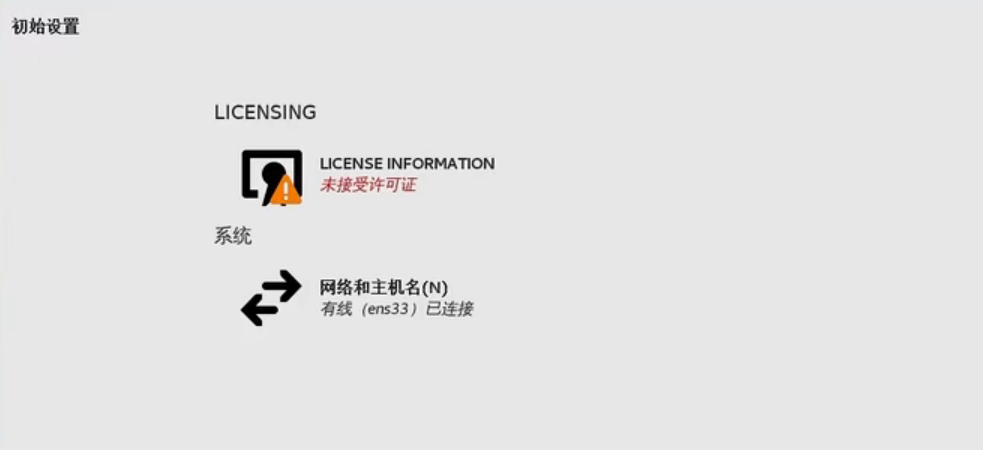 初始设置
LICENSING
LICENSE INFORMATION
未接受许可证
系统
网络和主机名(N)
有线（ens33）已连接